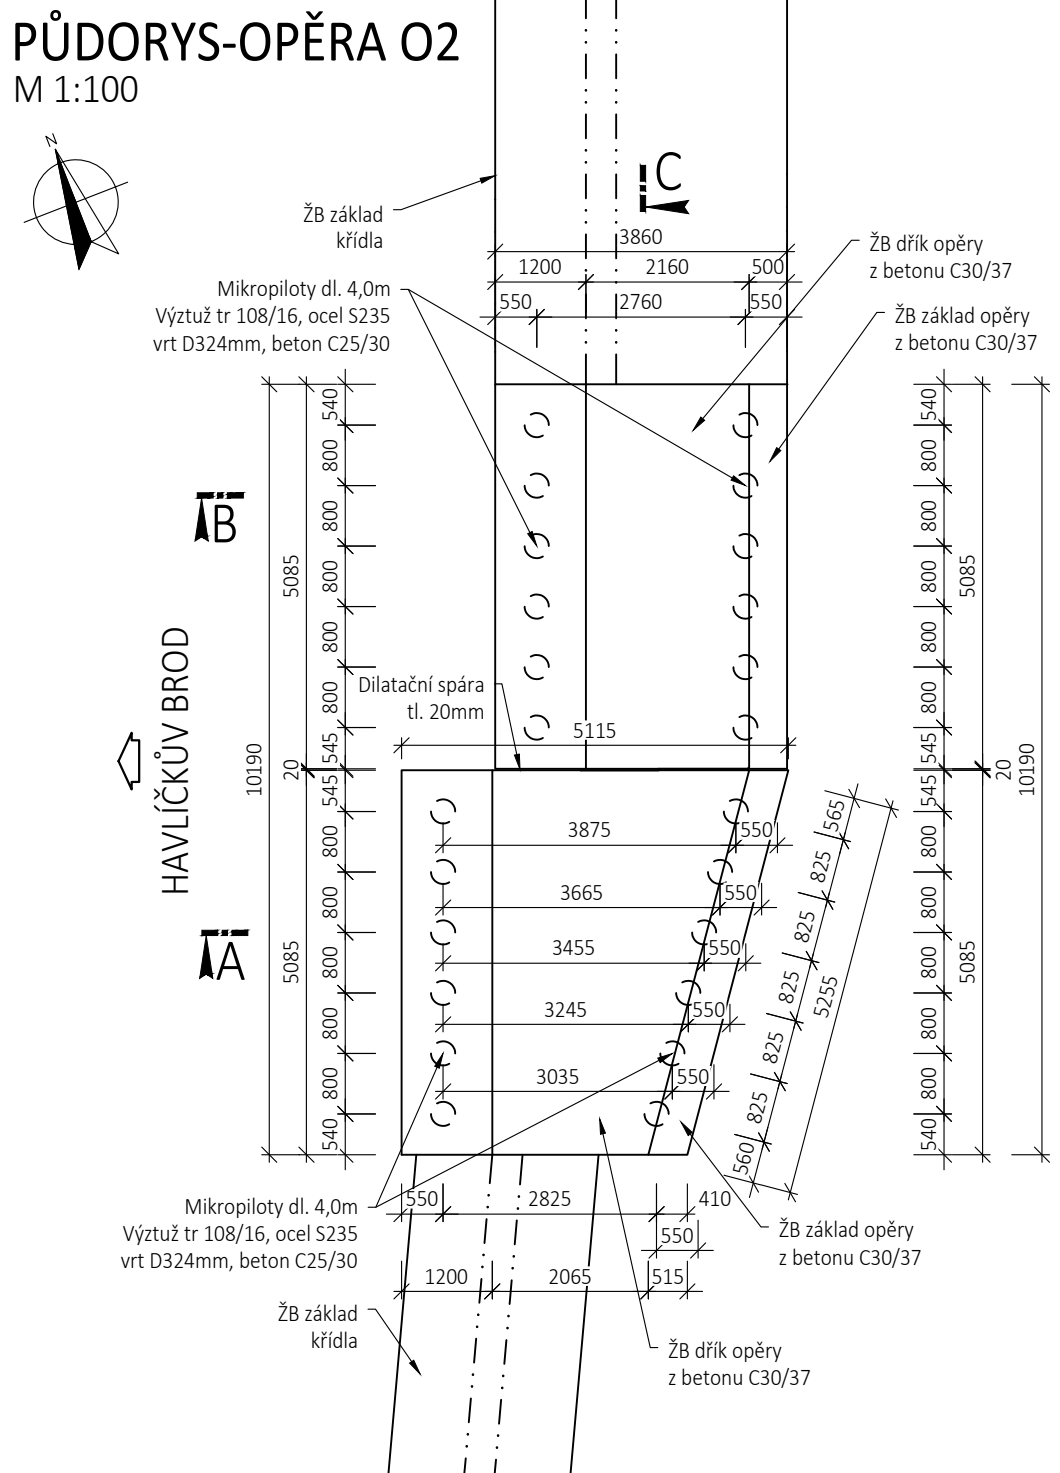 PŮDORYS-OPĚRA O2
M 1:100
N
C
ŽB základ
křídla
3860
1200 2160 500
550 2760 550
ŽB dřík opěry
z betonu C30/37
Mikropiloty dl. 4,0m
Výztuž tr 108/16, ocel S235
vrt D324mm, beton C25/30
ŽB základ opěry
z betonu C30/37
B
HAVLÍČKŮV BROD
A
10190
5085
20
5085
540
800
800
800
800
800
545
545
800
800
800
800
800
540
Dilatační spára
tl. 20mm
5115
3875 550
3665 550
3455 550
3245 550
3035 550
565
825
825
825
825
825
560
5255
540
800
800
800
800
800
545
545
800
800
800
800
800
540
5085
20
5085
10190
550 2825 410
550
1200 2065 515
Mikropiloty dl. 4,0m
Výztuž tr 108/16, ocel S235
vrt D324mm, beton C25/30
ŽB základ opěry
z betonu C30/37
ŽB základ
křídla
ŽB dřík opěry
z betonu C30/37